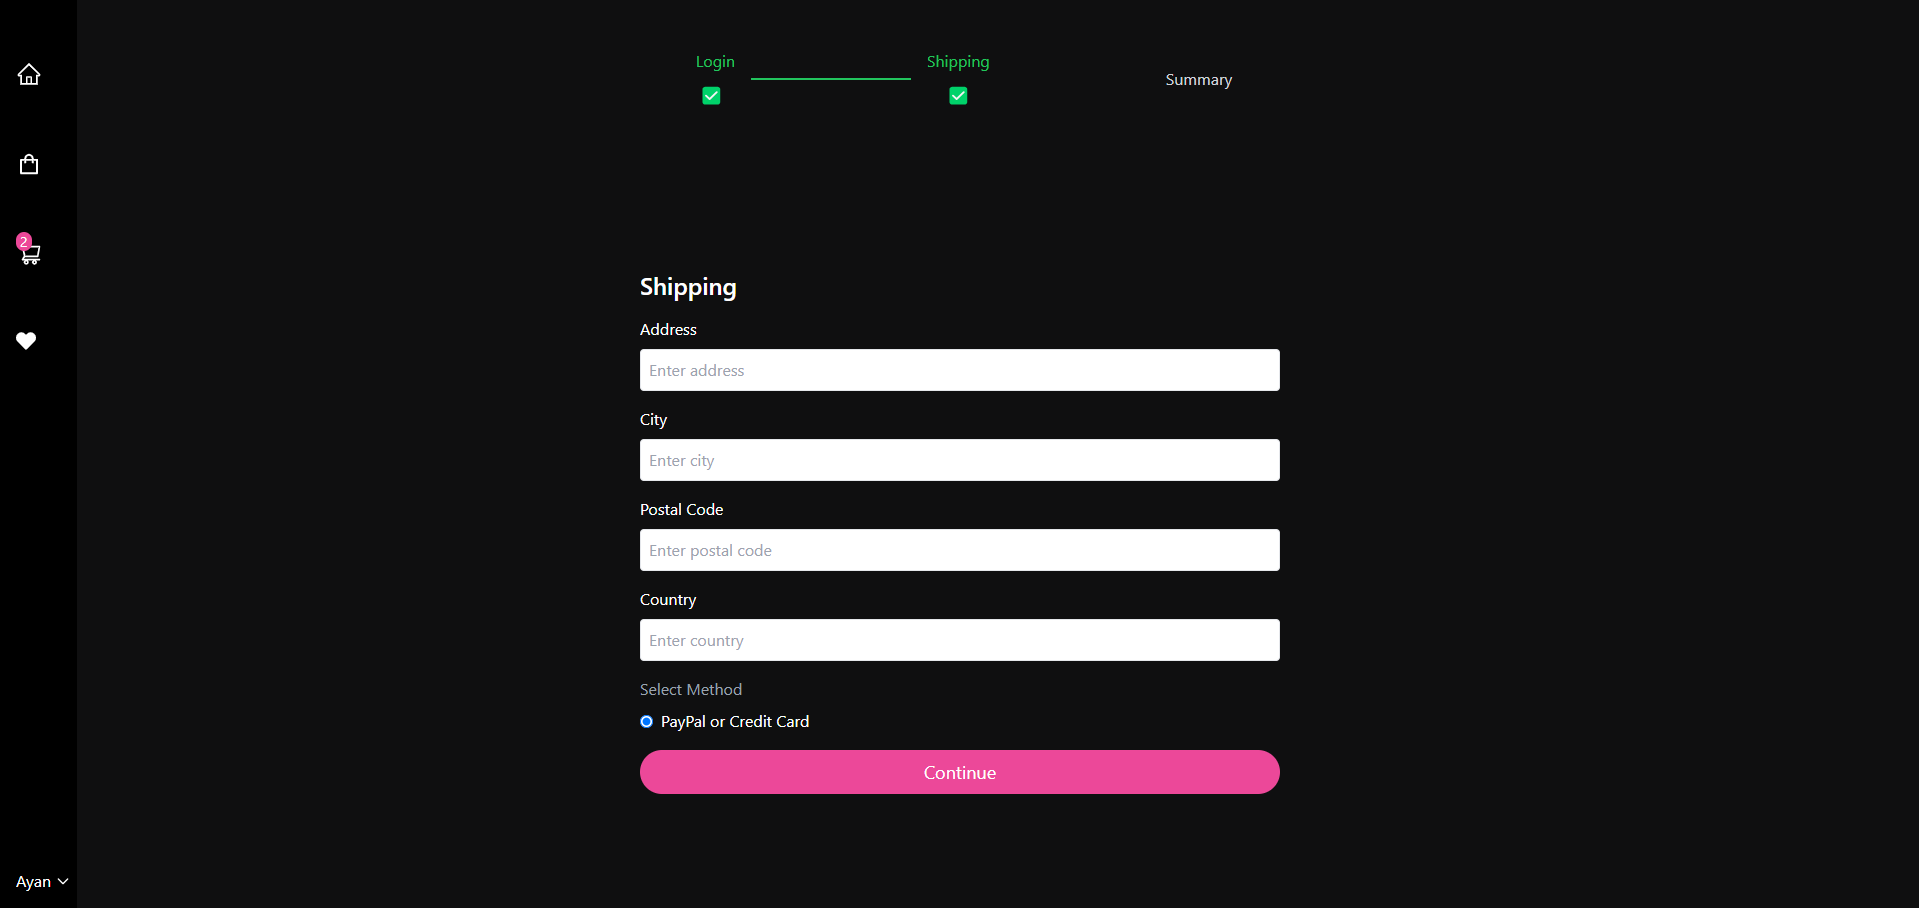 Login
Shipping
Summary
2
Shipping
Address
Enter address
City
Enter city
Postal Code
Enter postal code
Country
Enter country
Select Method
PayPal or Credit Card
Continue
Ayan